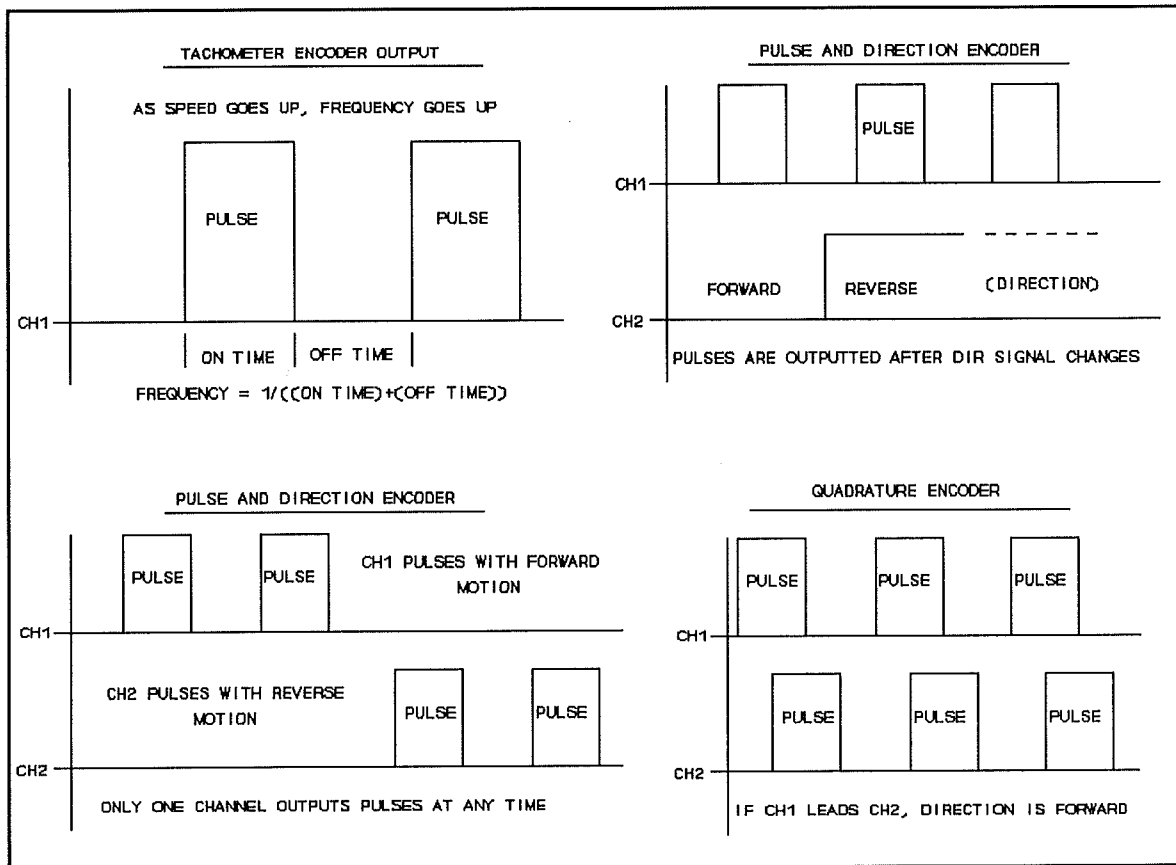 TACHOMETER ENCODER OUTPUT
AS SPEED GOES UP, FREQUENCY GOES UP
PULSE
PULSE
CH1
ON TIME
OFF TIME
FREQUENCY = 1/((ON TIME)+(OFF TIME))
PULSE AND DIRECTION ENCODER
PULSE
CH1
FORWARD
REVERSE
(DIRECTION)
CH2
PULSES ARE OUTPUTTED AFTER DIR SIGNAL CHANGES
PULSE AND DIRECTION ENCODER
PULSE
PULSE
CH1 PULSES WITH FORWARD
MOTION
CH1
CH2 PULSES WITH REVERSE
MOTION
PULSE
PULSE
CH2
ONLY ONE CHANNEL OUTPUTS PULSES AT ANY TIME
QUADRATURE ENCODER
PULSE
PULSE
PULSE
CH1
PULSE
PULSE
PULSE
CH2
IF CH1 LEADS CH2, DIRECTION IS FORWARD